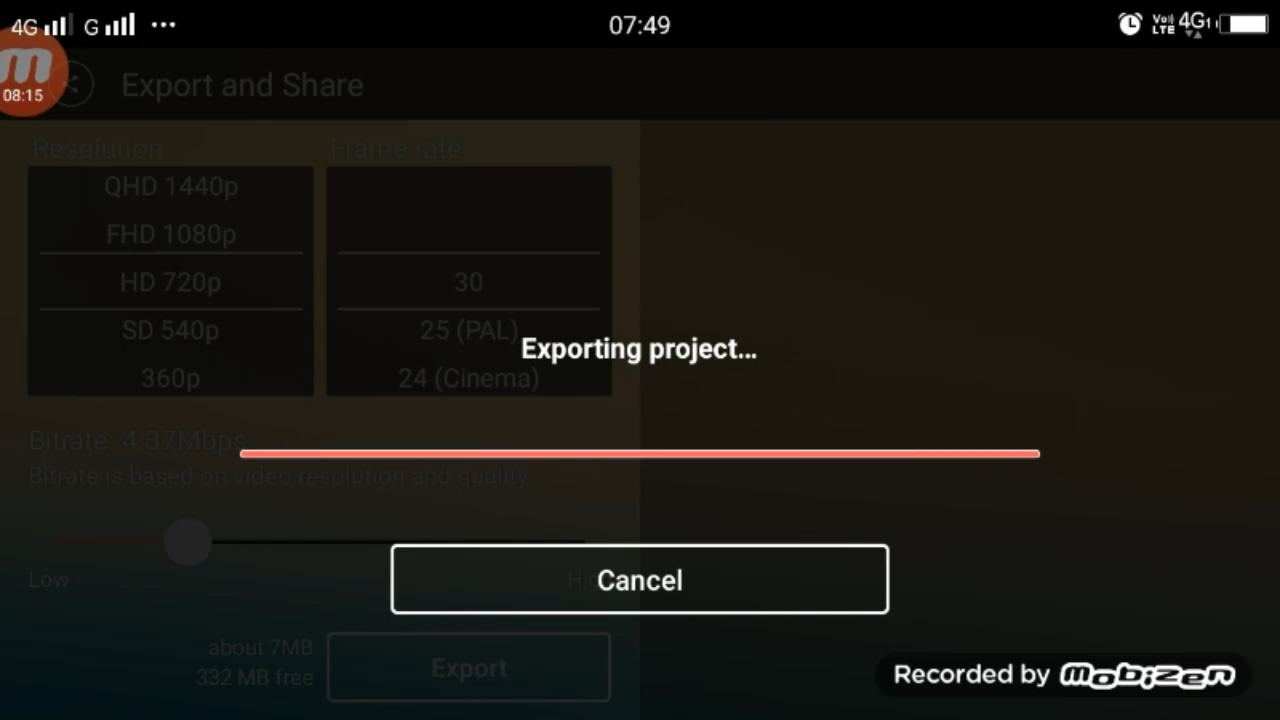 4G G ... 07:49 VoLTE 4G
m
08:15
Export and Share
Resolution Frame rate
QHD 1440p
FHD 1080p
HD 720p 30
SD 540p 25 (PAL)
360p 24 (Cinema)
Exporting project...
Bitrate: 4.37Mbps
Bitrate is based on video resolution and quality
Low
Cancel
about 7MB
332 MB free
Export
Recorded by mobizen